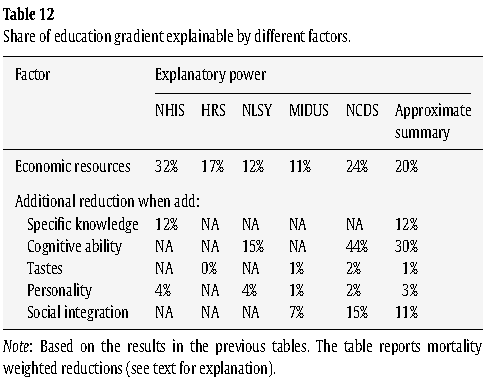 Table 12
Share of education gradient explainable by different factors.
Factor Explanatory power
NHIS HRS NLSY MIDUS NCDS Approximate
summary
Economic resources 32% 17% 12% 11% 24% 20%
Additional reduction when add:
Specific knowledge 12% NA NA NA NA 12%
Cognitive ability NA NA 15% NA 44% 30%
Tastes NA 0% NA 1% 2% 1%
Personality 4% NA 4% 1% 2% 3%
Social integration NA NA NA 7% 15% 11%
Note: Based on the results in the previous tables. The table reports mortality
weighted reductions (see text for explanation).